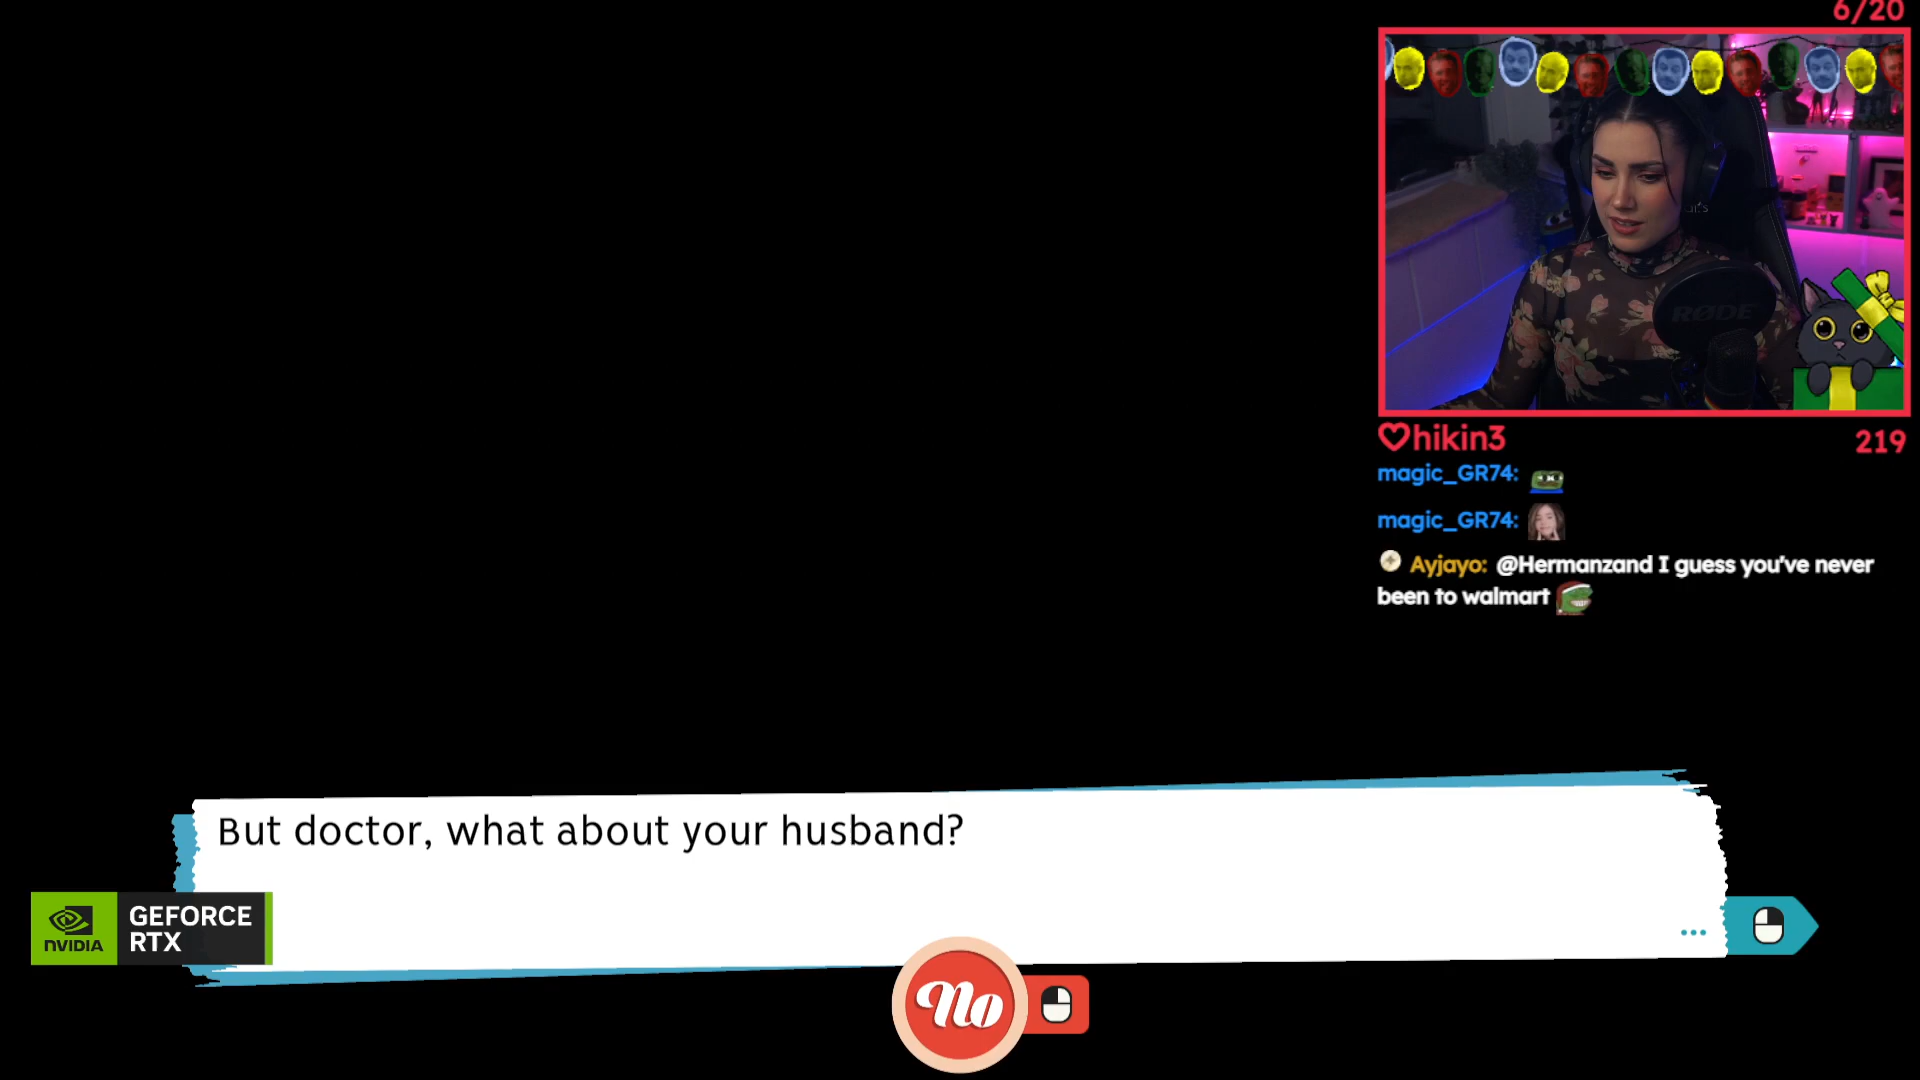 6/20
RØDE
hikin3
219
magic_GR74:
magic_GR74:
Ayjayo: @Hermanzand I guess you've never
been to walmart
But doctor, what about your husband?
...
NVIDIA
GEFORCE
RTX
No